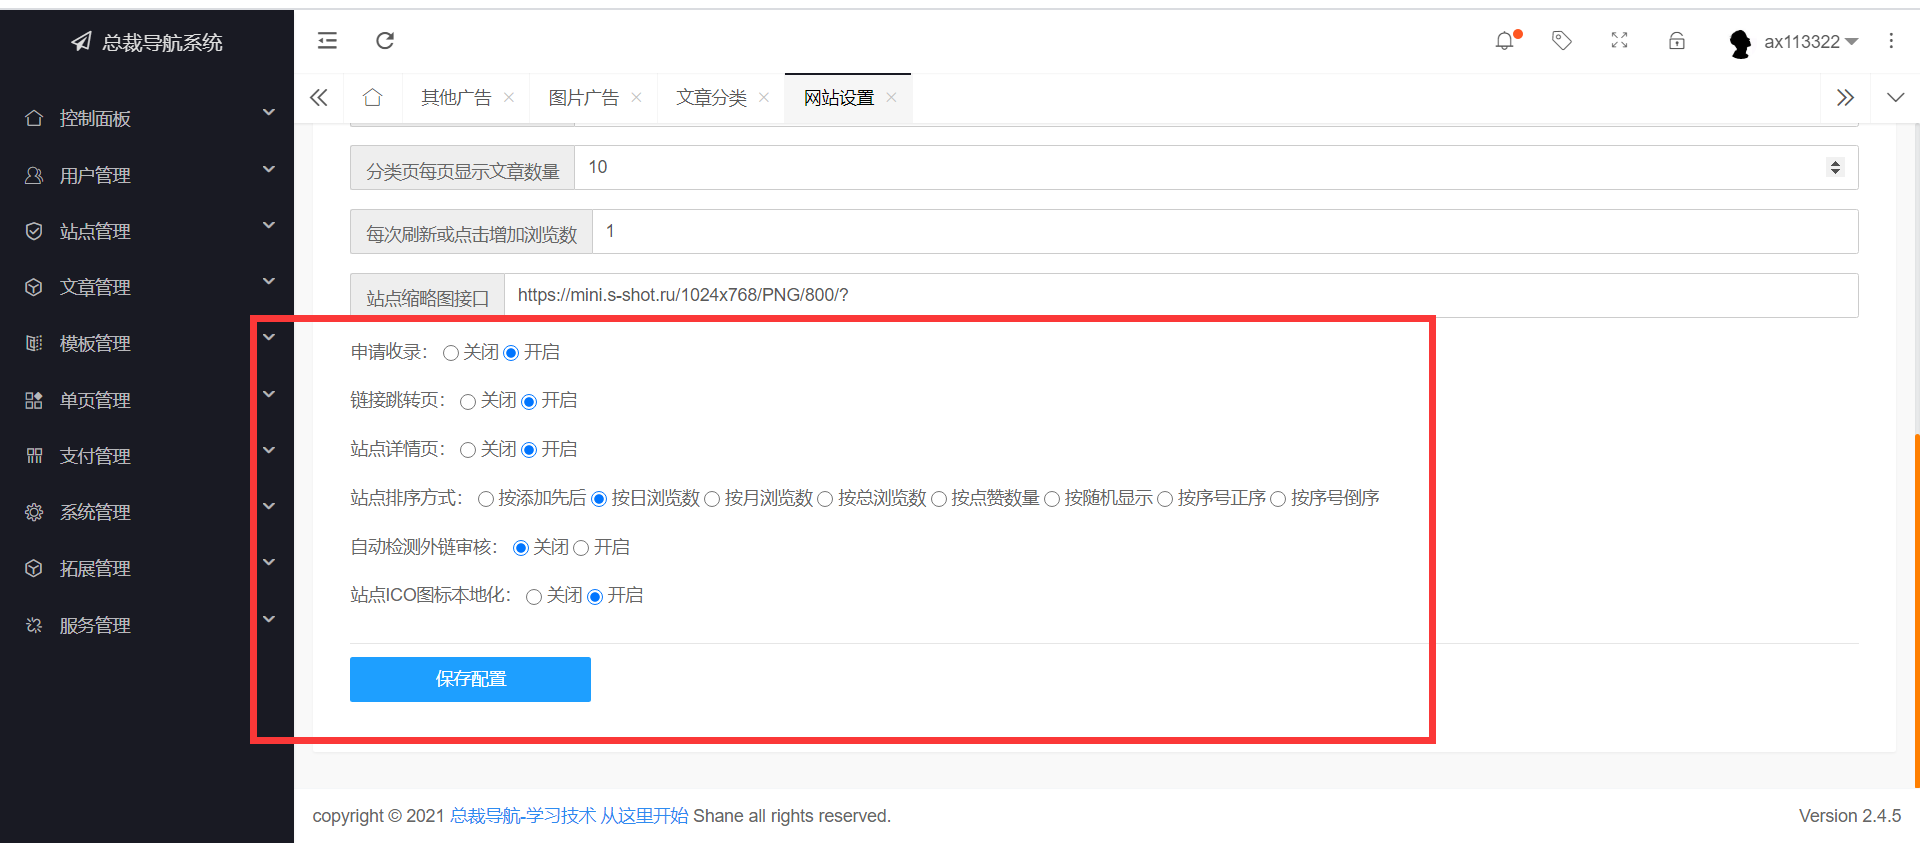 总裁导航系统
ax113322
其他广告
图片广告
文章分类
网站设置
控制面板
用户管理
站点管理
文章管理
模板管理
单页管理
支付管理
系统管理
拓展管理
服务管理
分类页每页显示文章数量 10
每次刷新或点击增加浏览数 1
站点缩略图接口 https://mini.s-shot.ru/1024x768/PNG/800/?
申请收录： 关闭 开启
链接跳转页： 关闭 开启
站点详情页： 关闭 开启
站点排序方式： 按添加先后 按日浏览数 按月浏览数 按总浏览数 按点赞数量 按随机显示 按序号正序 按序号倒序
自动检测外链审核： 关闭 开启
站点ICO图标本地化： 关闭 开启
保存配置
copyright © 2021 总裁导航-学习技术 从这里开始 Shane all rights reserved.
Version 2.4.5